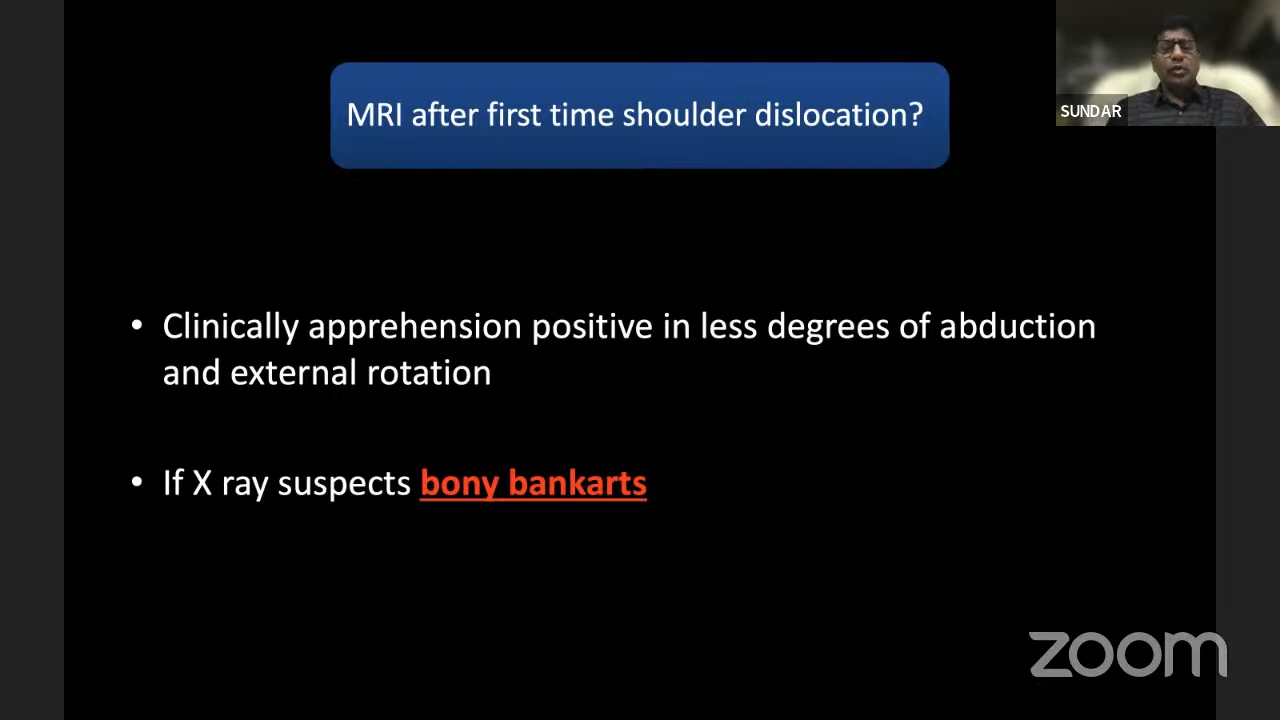 MRI after first time shoulder dislocation?
SUNDAR
• Clinically apprehension positive in less degrees of abduction
and external rotation
• If X ray suspects bony bankarts
zoom